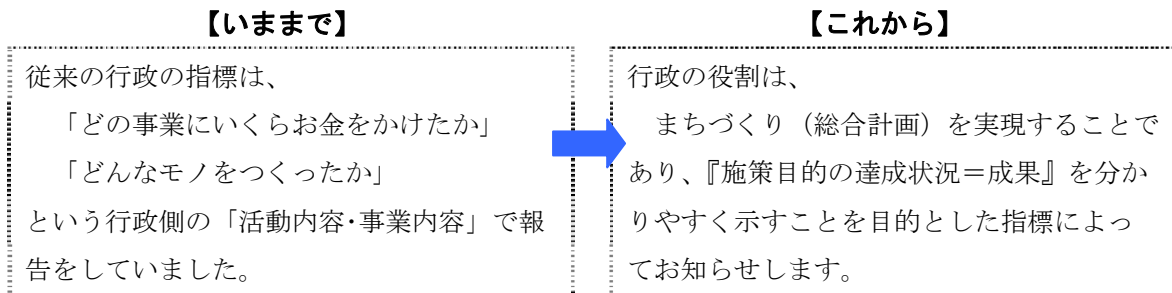 【いままで】
従来の行政の指標は、
「どの事業にいくらお金をかけたか」
「どんなモノをつくったか」
という行政側の「活動内容･事業内容」で報
告をしていました。
【これから】
行政の役割は、
まちづくり（総合計画）を実現することで
あり、『施策目的の達成状況＝成果』を分か
りやすく示すことを目的とした指標によっ
てお知らせします。